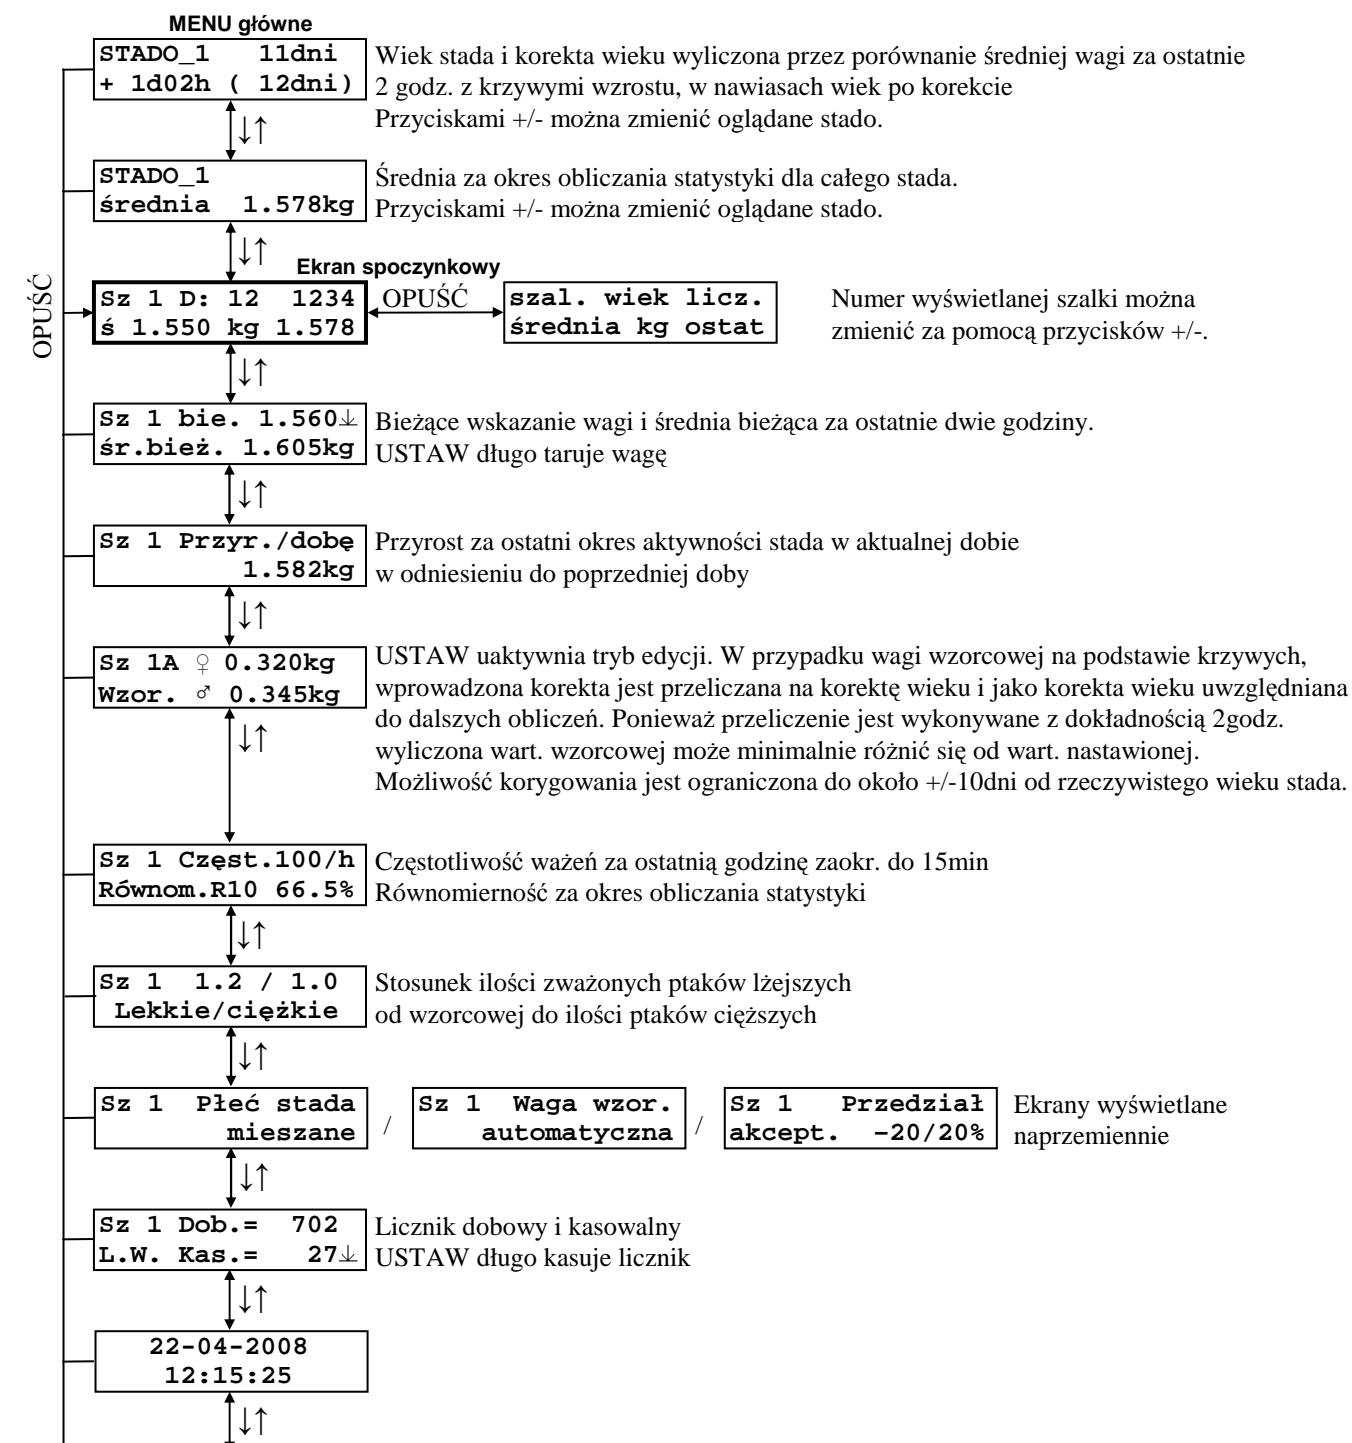 MENU główne
STADO_1 11dni
+ 1d02h ( 12dni)
Wiek stada i korekta wieku wyliczona przez porównanie średniej wagi za ostatnie
2 godz. z krzywymi wzrostu, w nawiasach wiek po korekcie
Przyciskami +/- można zmienić oglądane stado.
↓↑
STADO_1
średnia 1.578kg
Średnia za okres obliczania statystyki dla całego stada.
Przyciskami +/- można zmienić oglądane stado.
↓↑
OPUŚĆ
Ekran spoczynkowy
Sz 1 D: 12 1234
ś 1.550 kg 1.578
OPUŚĆ
szal. wiek licz.
średnia kg ostat
Numer wyświetlanej szalki można
zmienić za pomocą przycisków +/-.
↓↑
Sz 1 bie. 1.560↓
śr.bież. 1.605kg
Bieżące wskazanie wagi i średnia bieżąca za ostatnie dwie godziny.
USTAW długo taruje wagę
↓↑
Sz 1 Przyr./dobę
1.582kg
Przyrost za ostatni okres aktywności stada w aktualnej dobie
w odniesieniu do poprzedniej doby
↓↑
Sz 1A ♀ 0.320kg
Wzor. ♂ 0.345kg
USTAW uaktywnia tryb edycji. W przypadku wagi wzorcowej na podstawie krzywych,
wprowadzona korekta jest przeliczana na korektę wieku i jako korekta wieku uwzględniana
do dalszych obliczeń. Ponieważ przeliczenie jest wykonywane z dokładnością 2godz.
wyliczona wart. wzorcowej może minimalnie różnić się od wart. nastawionej.
Możliwość korygowania jest ograniczona do około +/-10dni od rzeczywistego wieku stada.
↓↑
Sz 1 Częst.100/h
Równom.R10 66.5%
Częstotliwość ważeń za ostatnią godzinę zaokr. do 15min
Równomierność za okres obliczania statystyki
↓↑
Sz 1 1.2 / 1.0
Lekkie/ciężkie
Stosunek ilości zważonych ptaków lżejszych
od wzorcowej do ilości ptaków cięższych
↓↑
Sz 1 Płeć stada
mieszane
/
Sz 1 Waga wzor.
automatyczna
/
Sz 1 Przedział
akcept. -20/20%
Ekrany wyświetlane
naprzemiennie
↓↑
Sz 1 Dob.= 702
L.W. Kas.= 27↓
Licznik dobowy i kasowalny
USTAW długo kasuje licznik
↓↑
22-04-2008
12:15:25
↓↑